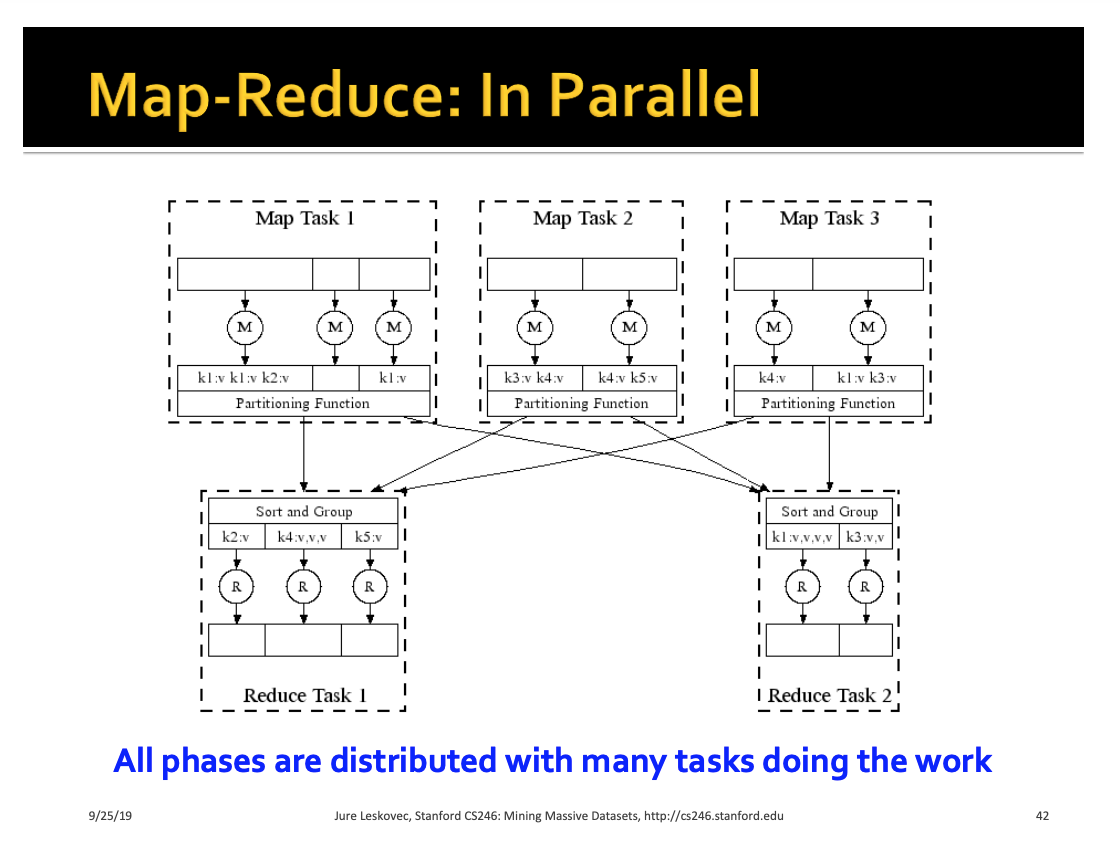 Map-Reduce: In Parallel
Map Task 1
Map Task 2
Map Task 3
M M M
M M
M M
k1:v k1:v k2:v k1:v
k3:v k4:v k4:v k5:v
k4:v k1:v k3:v
Partitioning Function
Partitioning Function
Partitioning Function
Sort and Group
k2:v k4:v,v,v k5:v
R R R
Reduce Task 1
Sort and Group
k1:v,v,v,v k3:v,v
R R
Reduce Task 2
All phases are distributed with many tasks doing the work
9/25/19
Jure Leskovec, Stanford CS246: Mining Massive Datasets, http://cs246.stanford.edu
42